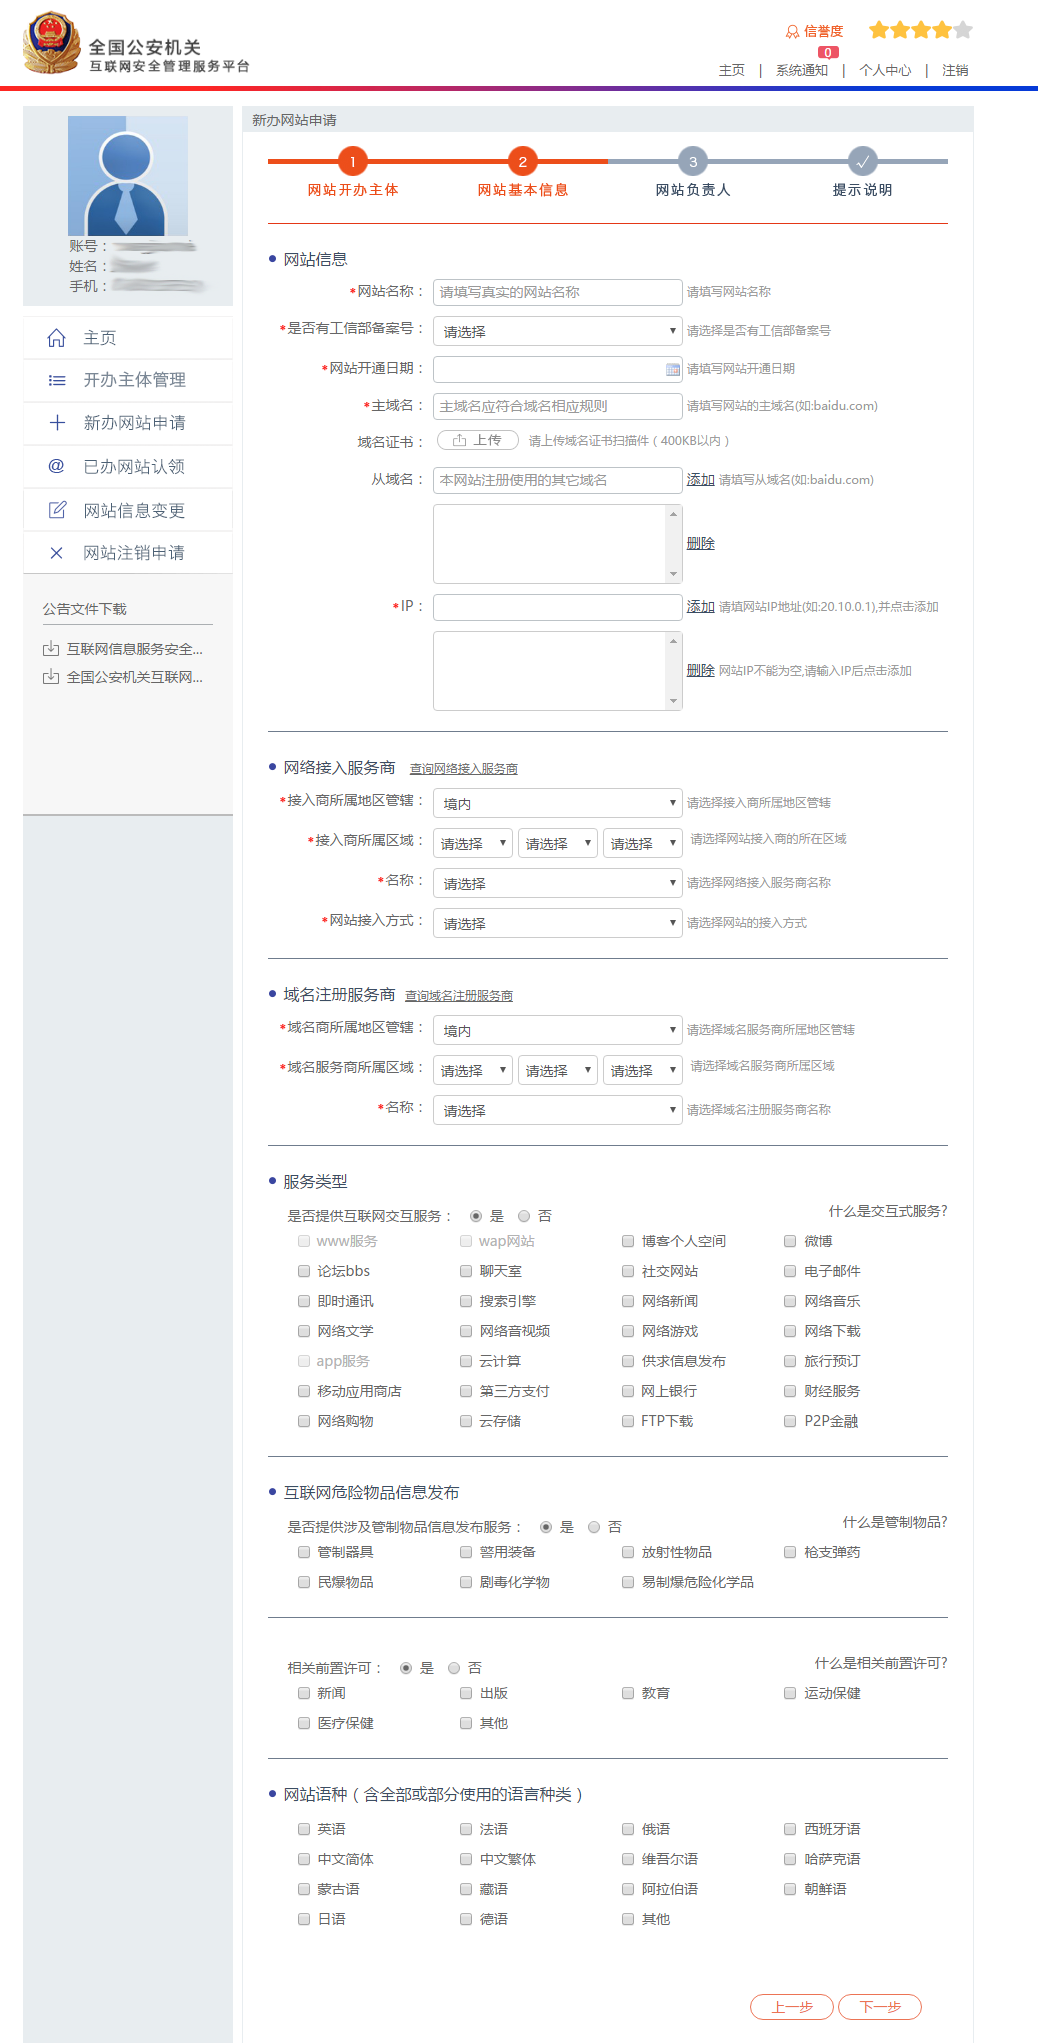 全国公安机关
互联网安全管理服务平台
信誉度
0
主页 | 系统通知 | 个人中心 | 注销
账号：
姓名：
手机：
主页
开办主体管理
新办网站申请
@ 已办网站认领
网站信息变更
网站注销申请
公告文件下载
互联网信息服务安全...
全国公安机关互联网...
新办网站申请
1 2 3
网站开办主体 网站基本信息 网站负责人 提示说明
网站信息
*网站名称： 请填写真实的网站名称 请填写网站名称
*是否有工信部备案号： 请选择 请选择是否有工信部备案号
*网站开通日期： 请填写网站开通日期
*主域名： 主域名应符合域名相应规则 请填写网站的主域名(如:baidu.com)
域名证书： 上传 请上传域名证书扫描件（400KB以内）
从域名： 本网站注册使用的其它域名 添加 请填写从域名(如:baidu.com)
删除
*IP： 添加 请填网站IP地址(如:20.10.0.1),并点击添加
删除 网站IP不能为空,请输入IP后点击添加
网络接入服务商 查询网络接入服务商
*接入商所属地区管辖： 境内 请选择接入商所属地区管辖
*接入商所属区域： 请选择 请选择 请选择 请选择网站接入商的所在区域
*名称： 请选择 请选择网络接入服务商名称
*网站接入方式： 请选择 请选择网站的接入方式
域名注册服务商 查询域名注册服务商
*域名商所属地区管辖： 境内 请选择域名服务商所属地区管辖
*域名服务商所属区域： 请选择 请选择 请选择 请选择域名服务商所属区域
*名称： 请选择 请选择域名注册服务商名称
服务类型
是否提供互联网交互服务： 是 否 什么是交互式服务?
www服务 wap网站 博客个人空间 微博
论坛bbs 聊天室 社交网站 电子邮件
即时通讯 搜索引擎 网络新闻 网络音乐
网络文学 网络音视频 网络游戏 网络下载
app服务 云计算 供求信息发布 旅行预订
移动应用商店 第三方支付 网上银行 财经服务
网络购物 云存储 FTP下载 P2P金融
互联网危险物品信息发布
是否提供涉及管制物品信息发布服务： 是 否 什么是管制物品?
管制器具 警用装备 放射性物品 枪支弹药
民爆物品 剧毒化学物 易制爆危险化学品
相关前置许可： 是 否 什么是相关前置许可?
新闻 出版 教育 运动保健
医疗保健 其他
网站语种（含全部或部分使用的语言种类）
英语 法语 俄语 西班牙语
中文简体 中文繁体 维吾尔语 哈萨克语
蒙古语 藏语 阿拉伯语 朝鲜语
日语 德语 其他
上一步 下一步